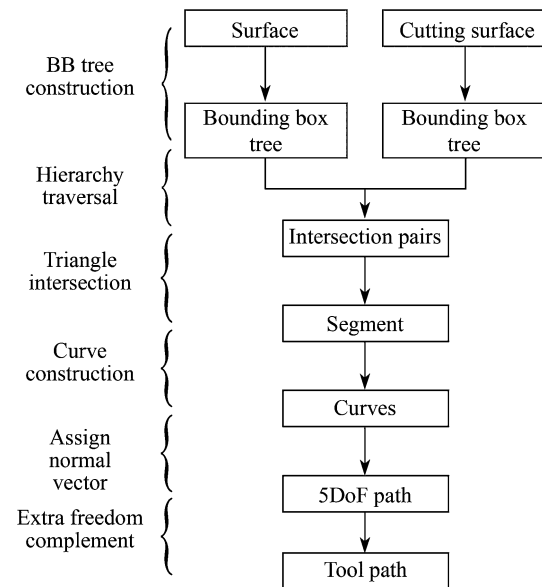 Surface
Cutting surface
BB tree
construction
Bounding box
tree
Bounding box
tree
Hierarchy
traversal
Intersection pairs
Triangle
intersection
Segment
Curve
construction
Curves
Assign
normal
vector
5DoF path
Extra freedom
complement
Tool path